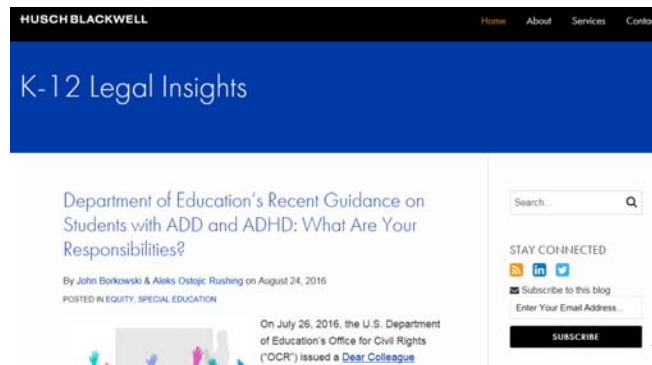 HUSCH BLACKWELL
Home About Services
K-12 Legal Insights
Department of Education's Recent Guidance on
Students with ADD and ADHD: What Are Your
Responsibilities?
By John Borkowski & Aleks Ostojic Rushing on August 24, 2016
POSTED IN EQUITY, SPECIAL EDUCATION
On July 26, 2016, the U.S. Department
of Education's Office for Civil Rights
("OCR") issued a Dear Colleague
Search...
STAY CONNECTED
in
Subscribe to this blog
Enter Your Email Address...
SUBSCRIBE